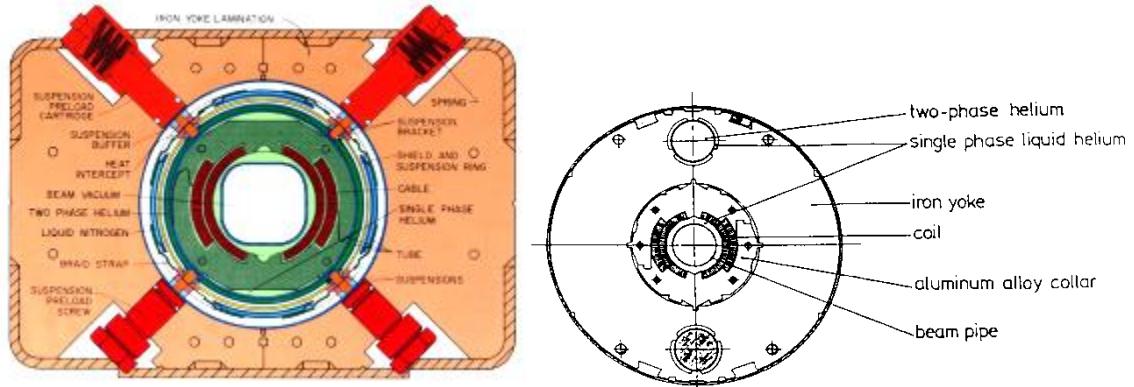 IRON YOKE LAMINATION
SUSPENSION
PRELOAD
CARTRIDGE
SUSPENSION
BUFFER
HEAT
INTERCEPT
BEAM VACUUM
TWO PHASE HELIUM
LIQUID NITROGEN
BRAID STRAP
SUSPENSION
PRELOAD
SCREW
SPRING
SUSPENSION
BRACKET
SHIELD AND
SUSPENSION RING
CABLE
SINGLE PHASE
HELIUM
TUBE
SUSPENSIONS
two-phase helium
single phase liquid helium
iron yoke
coil
aluminum alloy collar
beam pipe